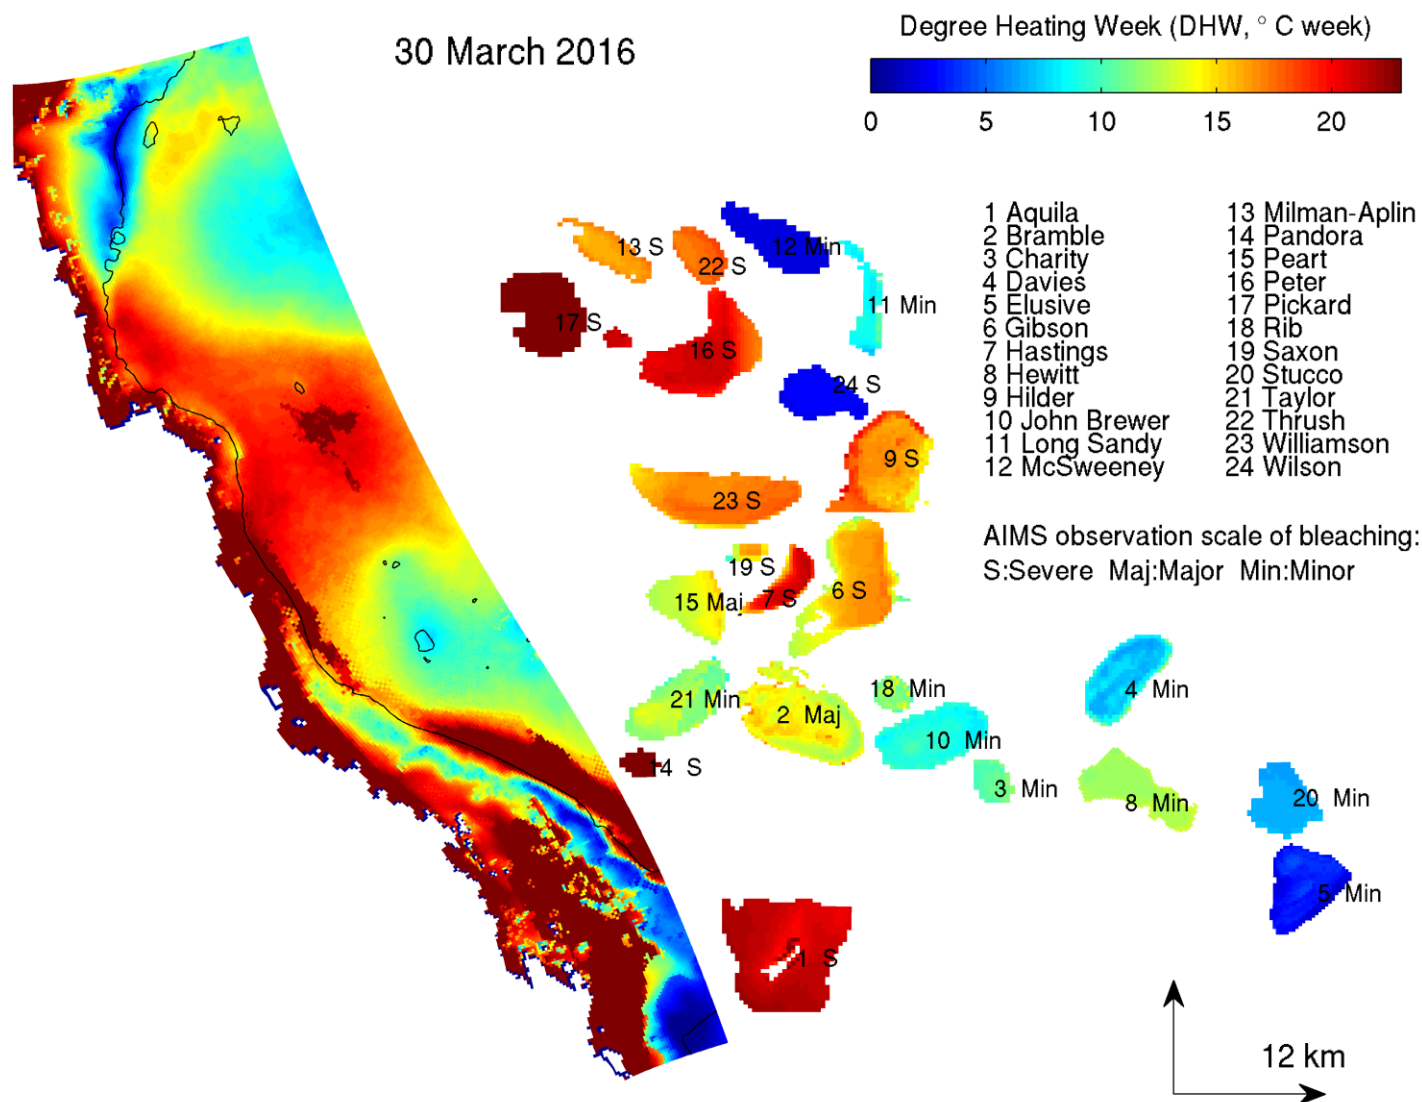 30 March 2016
Degree Heating Week (DHW, ° C week)
0 5 10 15 20
1 Aquila
2 Bramble
3 Charity
4 Davies
5 Elusive
6 Gibson
7 Hastings
8 Hewitt
9 Hilder
10 John Brewer
11 Long Sandy
12 McSweeney
13 Milman-Aplin
14 Pandora
15 Peart
16 Peter
17 Pickard
18 Rib
19 Saxon
20 Stucco
21 Taylor
22 Thrush
23 Williamson
24 Wilson
AIMS observation scale of bleaching:
S:Severe Maj:Major Min:Minor
13 S
22 S
12 Min
11 Min
17 S
16 S
24 S
9 S
23 S
19 S
15 Maj
7 S
6 S
21 Min
2 Maj
18 Min
4 Min
10 Min
14 S
3 Min
8 Min
20 Min
5 Min
1 S
12 km